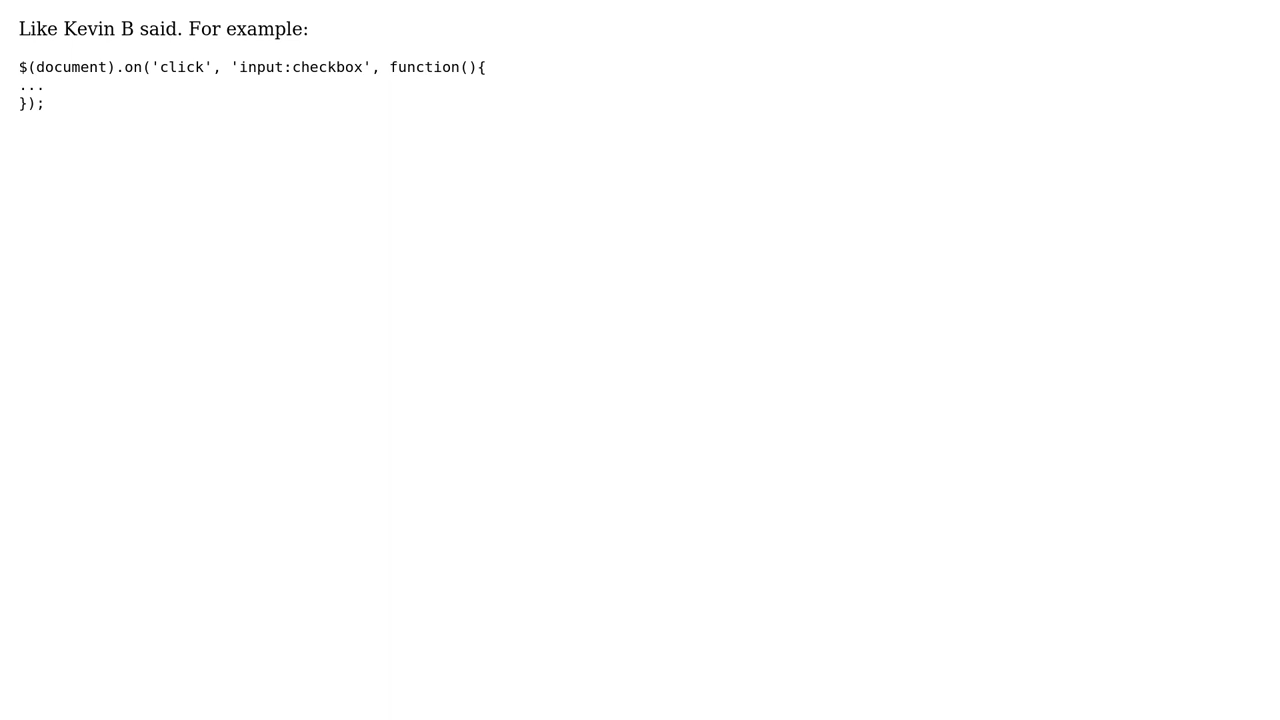 Like Kevin B said. For example:
$(document).on('click', 'input:checkbox', function(){
...
});